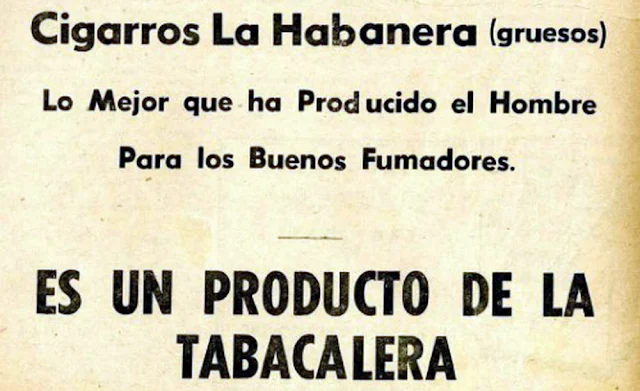 Cigarros La Habanera (gruesos)
Lo Mejor que ha Producido el Hombre
Para los Buenos Fumadores.
ES UN PRODUCTO DE LA
TABACALERA